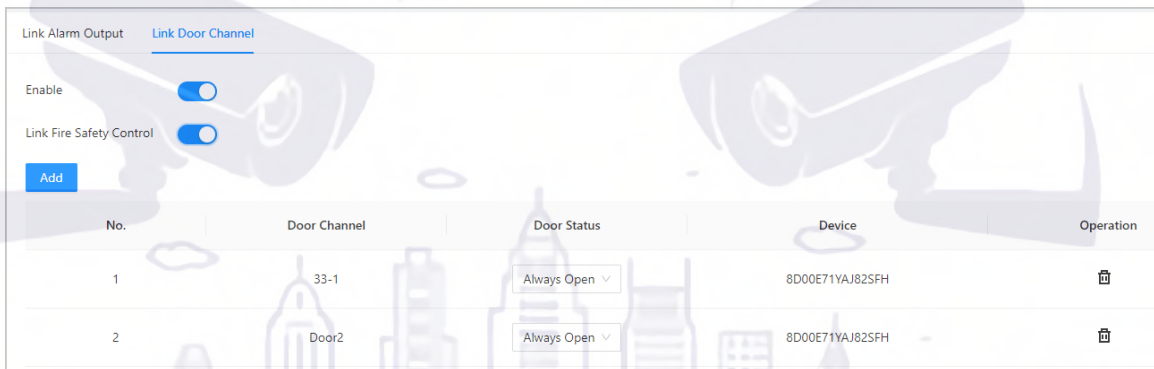 Link Alarm Output Link Door Channel
Enable
Link Fire Safety Control
Add
No. Door Channel Door Status Device Operation
1 33-1 Always Open 8D00E71YAJ82SFH
2 Door2 Always Open 8D00E71YAJ82SFH